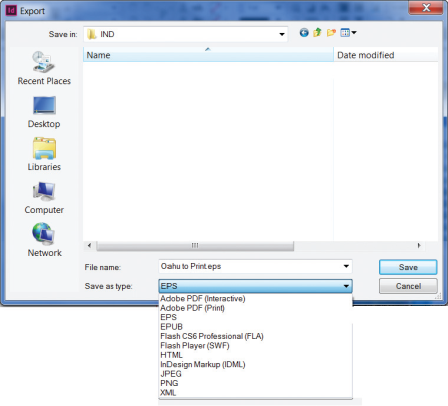 Id Export
Save in: IND
Name Date modified
Recent Places
Desktop
Libraries
Computer
Network
File name: Oahu to Print.eps Save
Save as type: EPS Cancel
Adobe PDF (Interactive)
Adobe PDF (Print)
EPS
EPUB
Flash CS6 Professional (FLA)
Flash Player (SWF)
HTML
InDesign Markup (IDML)
JPEG
PNG
XML